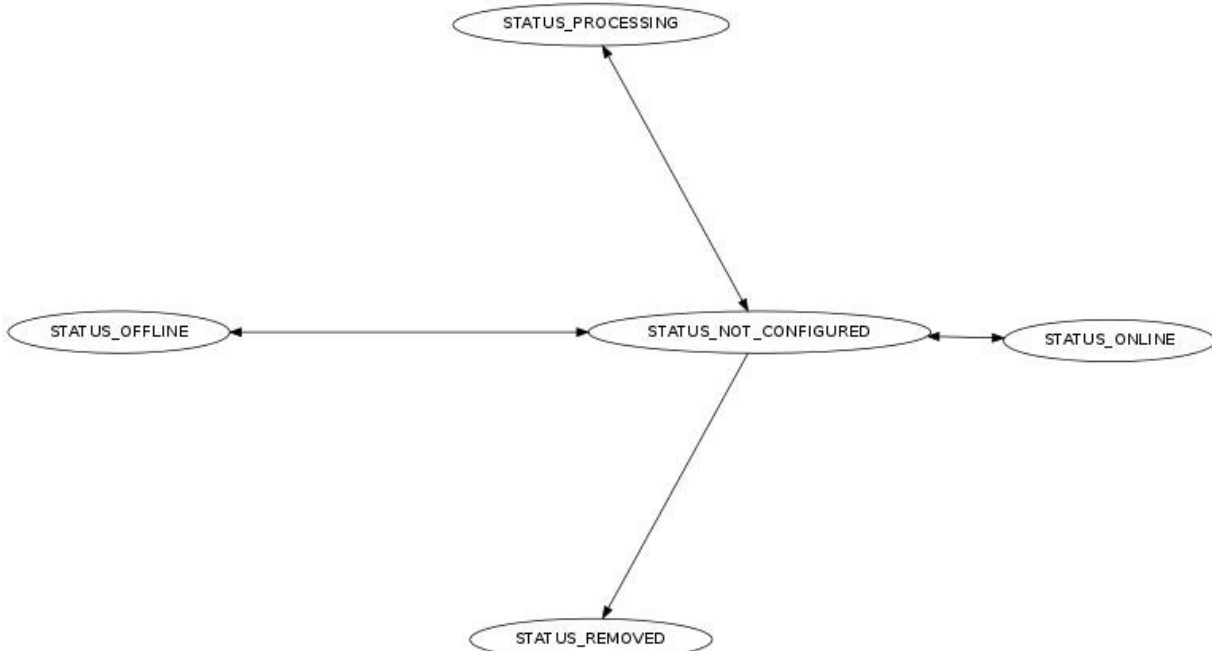 STATUS_PROCESSING
STATUS_OFFLINE
STATUS_NOT_CONFIGURED
STATUS_ONLINE
STATUS_REMOVED